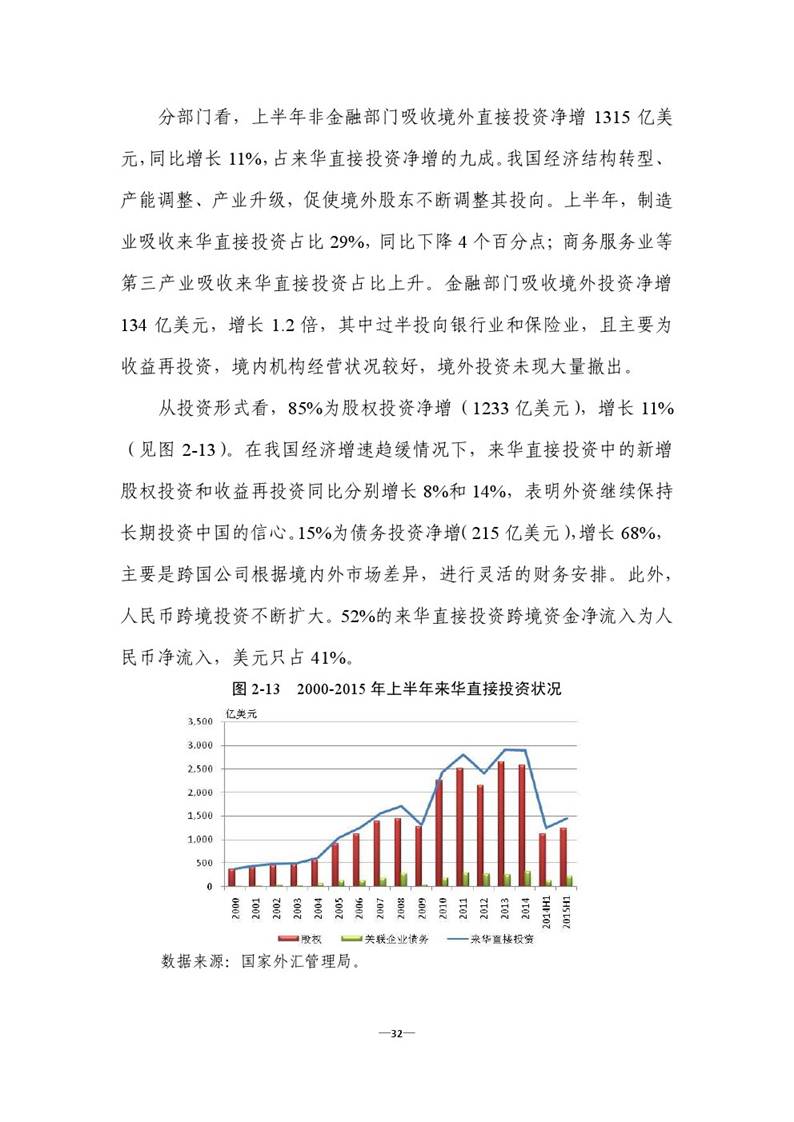 分部门看，上半年非金融部门吸收境外直接投资净增 1315 亿美
元，同比增长 11%，占来华直接投资净增的九成。我国经济结构转型、
产能调整、产业升级，促使境外股东不断调整其投向。上半年，制造
业吸收来华直接投资占比 29%，同比下降 4 个百分点；商务服务业等
第三产业吸收来华直接投资占比上升。金融部门吸收境外投资净增
134 亿美元，增长 1.2 倍，其中过半投向银行业和保险业，且主要为
收益再投资，境内机构经营状况较好，境外投资未现大量撤出。
从投资形式看，85%为股权投资净增（1233 亿美元），增长 11%
（见图 2-13）。在我国经济增速趋缓情况下，来华直接投资中的新增
股权投资和收益再投资同比分别增长 8%和 14%，表明外资继续保持
长期投资中国的信心。15%为债务投资净增（215 亿美元），增长 68%，
主要是跨国公司根据境内外市场差异，进行灵活的财务安排。此外，
人民币跨境投资不断扩大。52%的来华直接投资跨境资金净流入为人
民币净流入，美元只占 41%。
图 2-13 2000-2015 年上半年来华直接投资状况
亿美元
3,500
3,000
2,500
2,000
1,500
1,000
500
0
2000 2001 2002 2003 2004 2005 2006 2007 2008 2009 2010 2011 2012 2013 2014 2014H1 2015H1
股权 关联企业债务 来华直接投资
数据来源：国家外汇管理局。
—32—